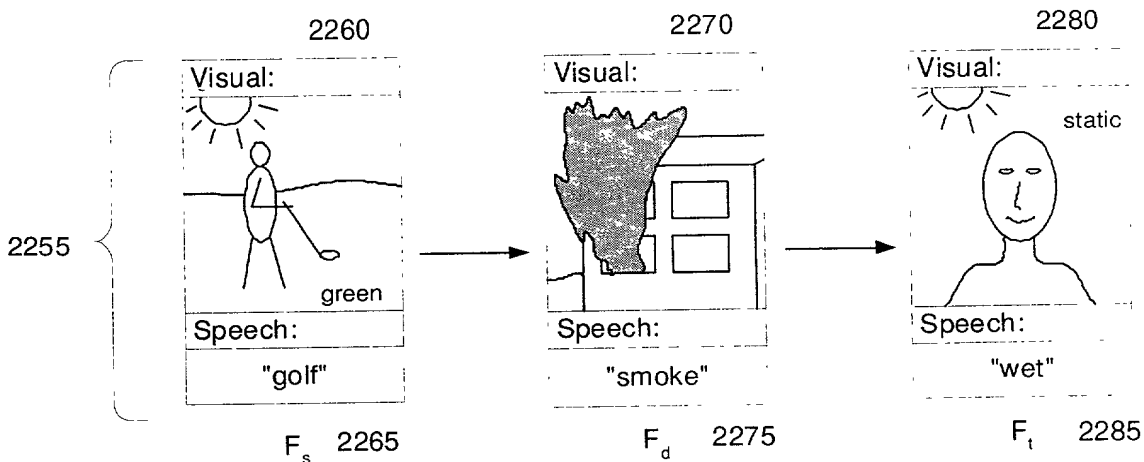 2260 2270 2280
Visual: Visual: Visual:
static
2255
green
Speech: Speech: Speech:
"golf" "smoke" "wet"
Fs 2265 Fd 2275 Ft 2285